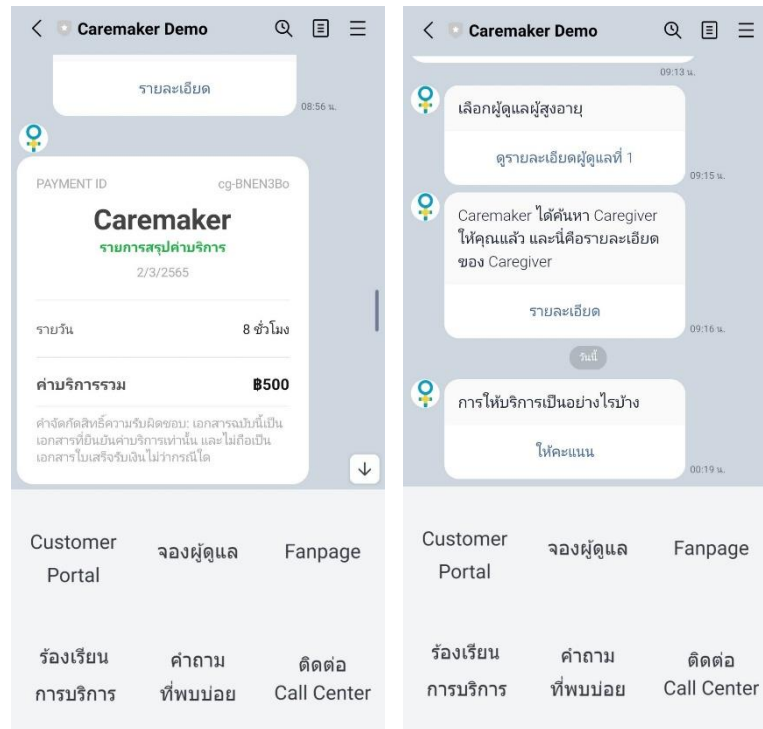 Caremaker Demo
รายละเอียด
08:56 น.
PAYMENT ID cg-BNEN3Bo
Caremaker
รายการสรุปค่าบริการ
2/3/2565
รายวัน 8 ชั่วโมง
ค่าบริการรวม ฿500
คำจัดกัดสิทธิ์ความรับผิดชอบ: เอกสารฉบับนี้เป็น
เอกสารที่ยืนยันค่าบริการเท่านั้น และไม่ถือเป็น
เอกสารใบเสร็จรับเงินไม่ว่ากรณีใด
Customer
Portal
จองผู้ดูแล
Fanpage
ร้องเรียน
การบริการ
คำถาม
ที่พบบ่อย
ติดต่อ
Call Center
Caremaker Demo
09:13 น.
เลือกผู้ดูแลผู้สูงอายุ
ดูรายละเอียดผู้ดูแลที่ 1
09:15 น.
Caremaker ได้ค้นหา Caregiver
ให้คุณแล้ว และนี่คือรายละเอียด
ของ Caregiver
รายละเอียด
09:16 น.
วันนี้
การให้บริการเป็นอย่างไรบ้าง
ให้คะแนน
00:19 น.
Customer
Portal
จองผู้ดูแล
Fanpage
ร้องเรียน
การบริการ
คำถาม
ที่พบบ่อย
ติดต่อ
Call Center